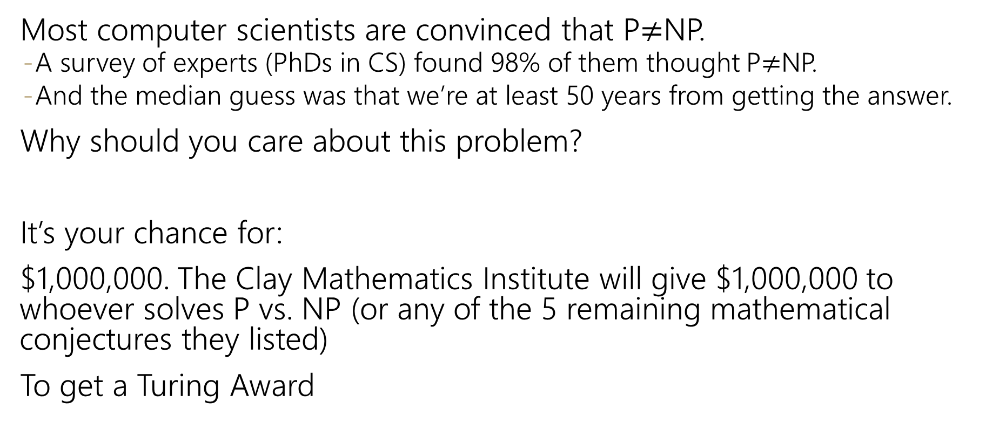 Most computer scientists are convinced that P≠NP.
-A survey of experts (PhDs in CS) found 98% of them thought P≠NP.
-And the median guess was that we’re at least 50 years from getting the answer.
Why should you care about this problem?
It’s your chance for:
$1,000,000. The Clay Mathematics Institute will give $1,000,000 to
whoever solves P vs. NP (or any of the 5 remaining mathematical
conjectures they listed)
To get a Turing Award